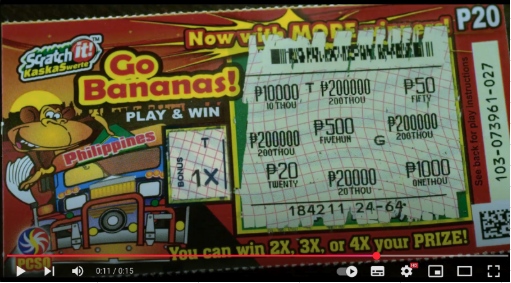 Now with MORE
P20
Scratch it!™
KaskaSwerte
Go
Bananas!
PLAY & WIN
Philippines
T
BONUS
1X
₱10000 T ₱200000 ₱50
10THOU 200THOU FIFTY
₱200000 ₱500 ₱200000
200THOU FIVEHUN G 200THOU
₱20 ₱20000 ₱1000
TWENTY 20THOU ONETHOU
184211 24-64
See back for play instructions
103-073961-027
You can win 2X, 3X, or 4X your PRIZE!
PCSO
0:11 / 0:15
HD